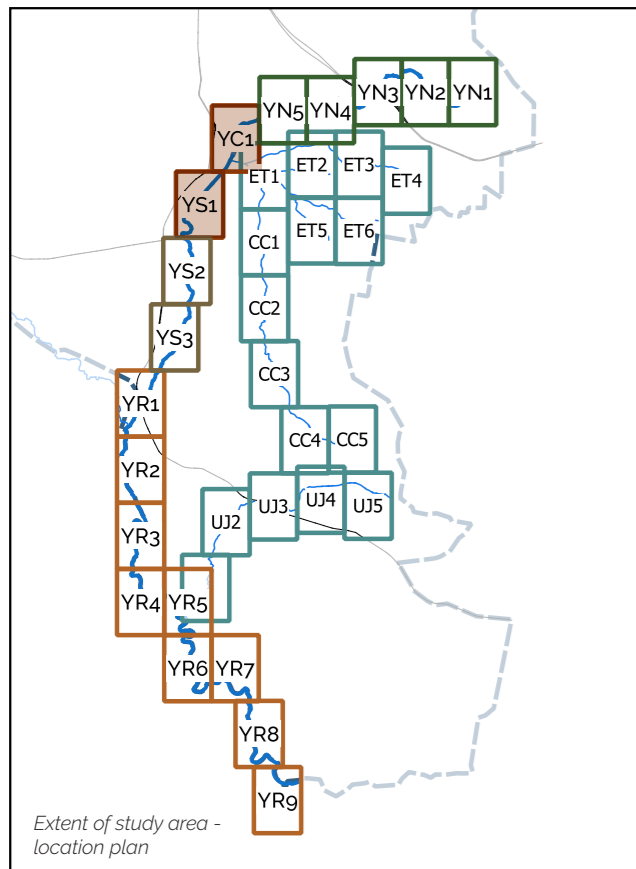 YN3 YN2 YN1
YN5 YN4
YC1
ET2 ET3
ET1 ET4
YS1
ET5 ET6
CC1
YS2
CC2
YS3
CC3
YR1
CC4 CC5
YR2
UJ3 UJ4 UJ5
UJ2
YR3
YR4 YR5
YR6 YR7
YR8
YR9
Extent of study area -
location plan